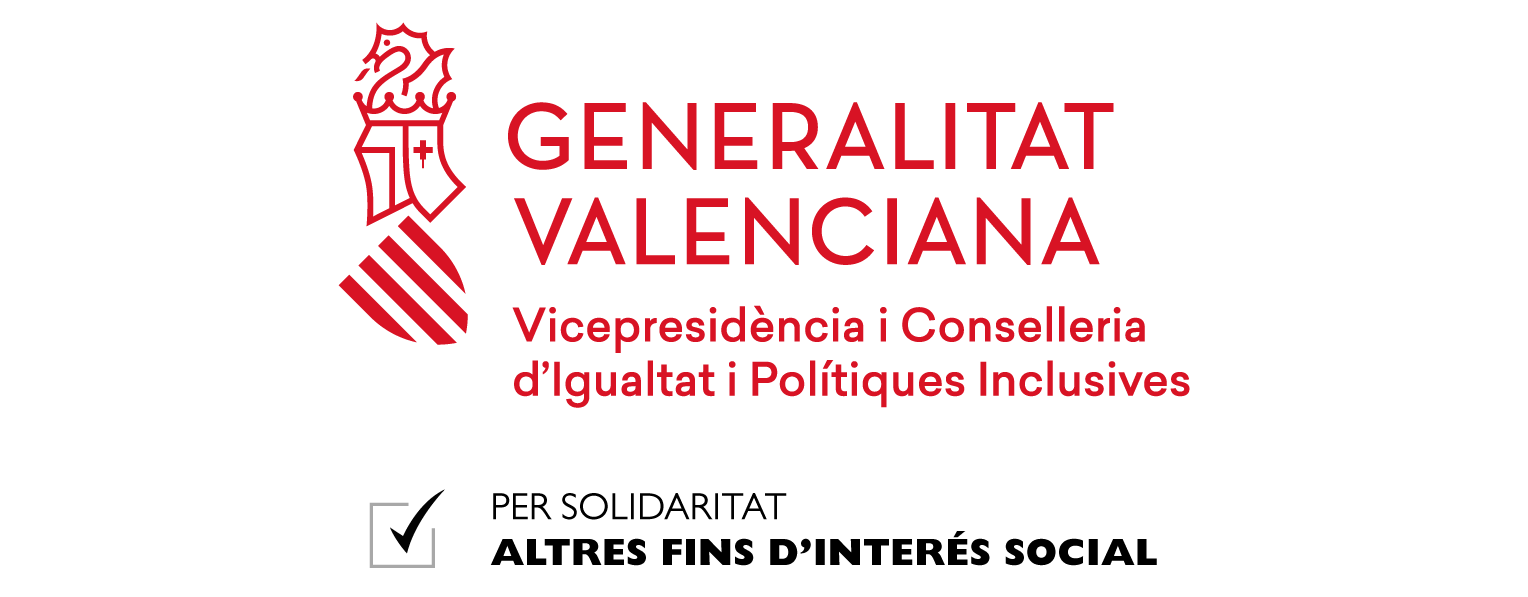 GENERALITAT
VALENCIANA
Vicepresidència i Conselleria
d’Igualtat i Polítiques Inclusives
PER SOLIDARITAT
ALTRES FINS D’INTERÉS SOCIAL